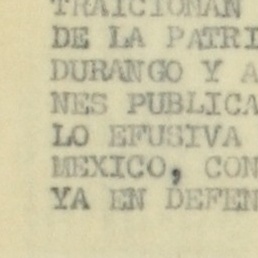 TRAICIONAN
DE LA PATRI
DURANGO Y A
NES PUBLICA
LO EFUSIVA
MEXICO, CON
YA EN DEFEN